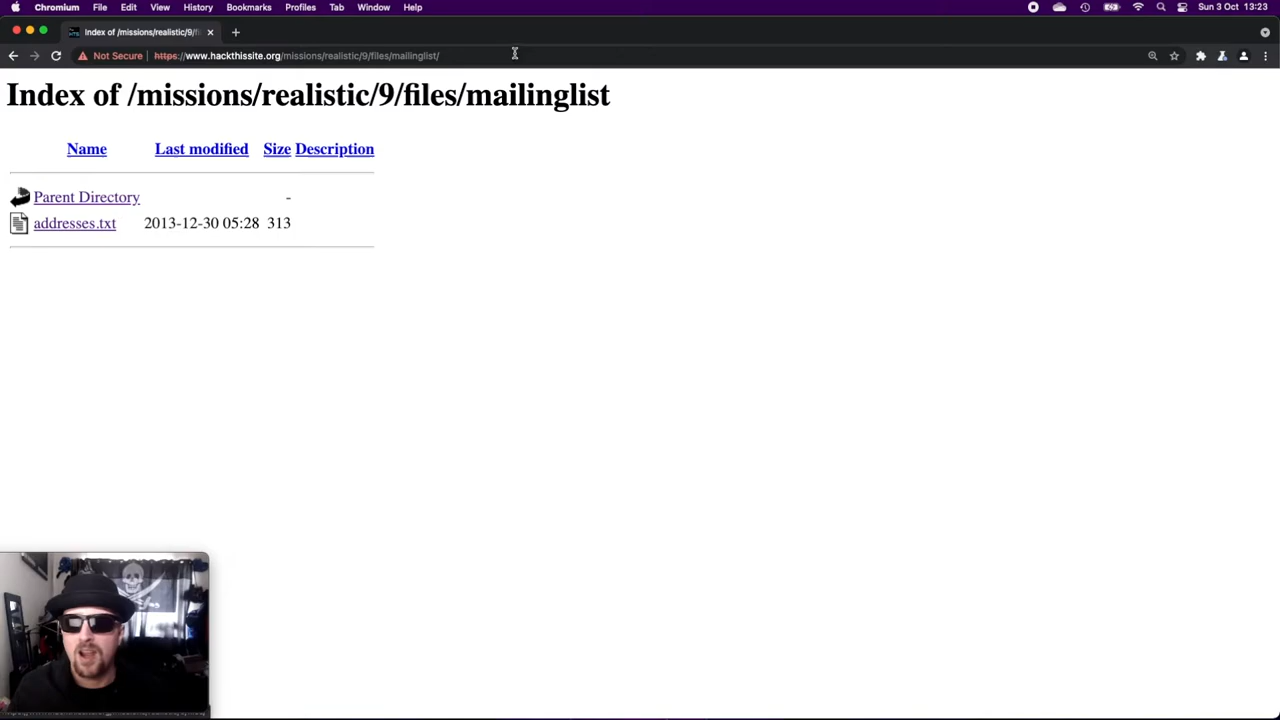 Chromium File Edit View History Bookmarks Profiles Tab Window Help Sun 3 Oct 13:23
Index of /missions/realistic/9/fi
Not Secure https://www.hackthissite.org/missions/realistic/9/files/mailinglist/
Index of /missions/realistic/9/files/mailinglist
Name Last modified Size Description
Parent Directory -
addresses.txt 2013-12-30 05:28 313